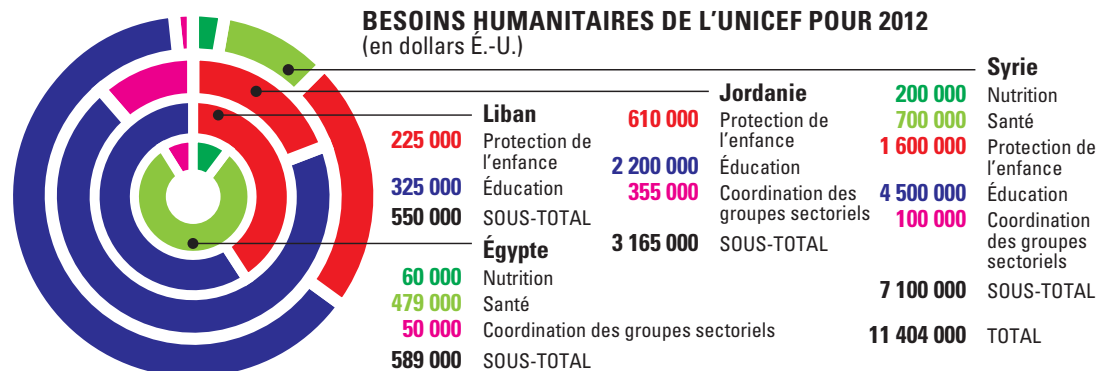 BESOINS HUMANITAIRES DE L'UNICEF POUR 2012
(en dollars É.-U.)
Liban
225 000 Protection de
l'enfance
325 000 Éducation
550 000 SOUS-TOTAL
Égypte
60 000 Nutrition
479 000 Santé
50 000 Coordination des groupes sectoriels
589 000 SOUS-TOTAL
Jordanie
610 000 Protection de
l'enfance
2 200 000 Éducation
355 000 Coordination des
groupes sectoriels
3 165 000 SOUS-TOTAL
Syrie
200 000 Nutrition
700 000 Santé
1 600 000 Protection de
l'enfance
4 500 000 Éducation
100 000 Coordination
des groupes
sectoriels
7 100 000 SOUS-TOTAL
11 404 000 TOTAL